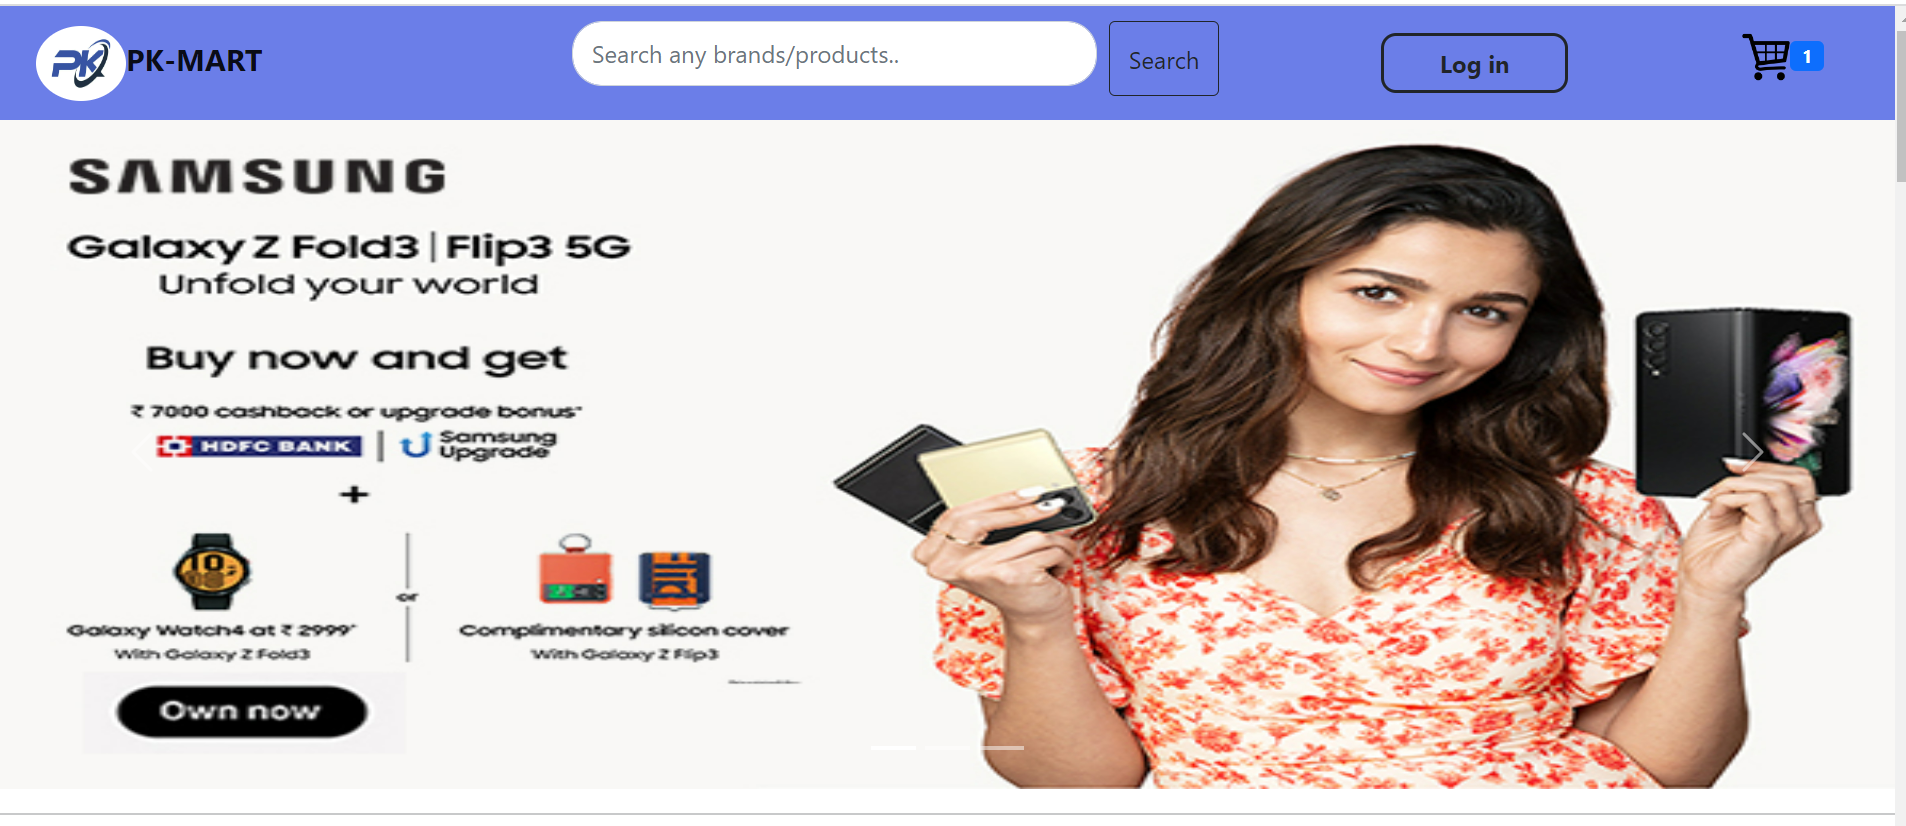 PK PK-MART
Search any brands/products..
Search
Log in
1
SAMSUNG
Galaxy Z Fold3 | Flip3 5G
Unfold your world
Buy now and get
₹ 7000 cashback or upgrade bonus*
HDFC BANK | Samsung Upgrade
+
10
or
Galaxy Watch4 at ₹ 2999*
With Galaxy Z Fold3
Complimentary silicon cover
With Galaxy Z Flip3
Own now